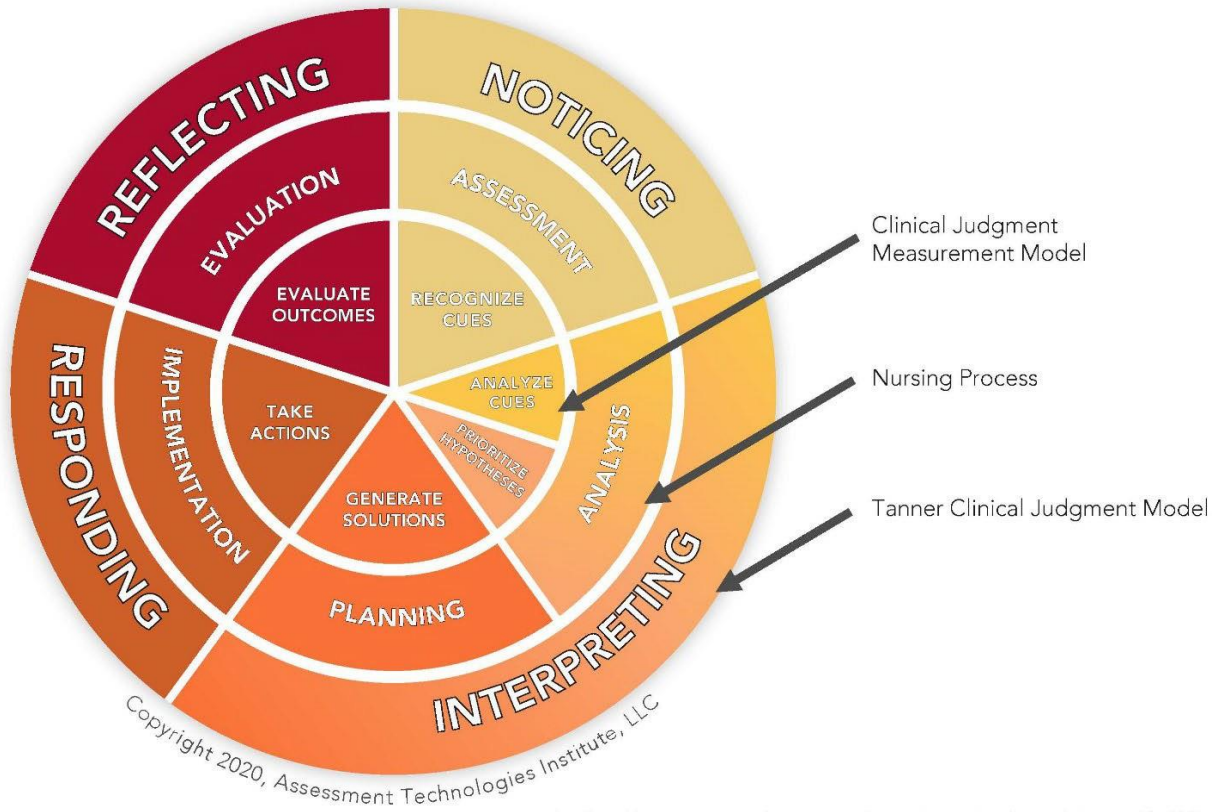 REFLECTING
NOTICING
EVALUATION
ASSESSMENT
EVALUATE
OUTCOMES
RECOGNIZE
CUES
Clinical Judgment
Measurement Model
RESPONDING
IMPLEMENTATION
TAKE
ACTIONS
ANALYZE
CUES
PRIORITIZE
HYPOTHESES
ANALYSIS
Nursing Process
GENERATE
SOLUTIONS
Tanner Clinical Judgment Model
PLANNING
INTERPRETING
Copyright 2020, Assessment Technologies Institute, LLC